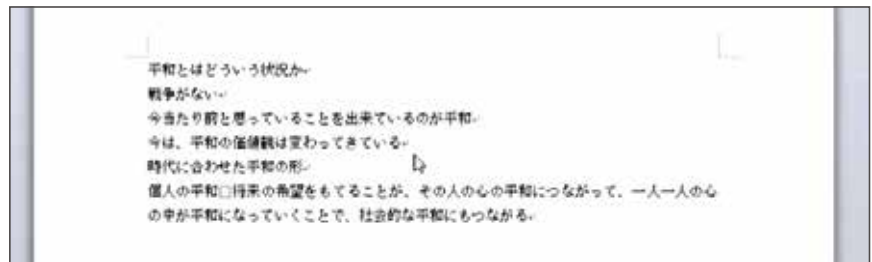 平和とはどういう状況か
戦争がない
今当たり前と思っていることを出来ているのが平和
今は、平和の価値観は変わってきている
時代に合わせた平和の形
個人の平和□将来の希望をもてることが、その人の心の平和につながって、一人一人の心
の中が平和になっていくことで、社会的な平和にもつながる